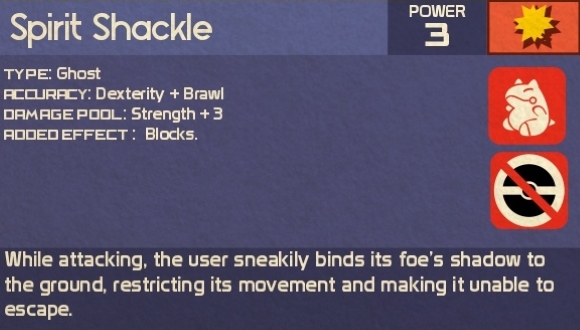 Spirit Shackle
POWER
3
TYPE: Ghost
ACCURACY: Dexterity + Brawl
DAMAGE POOL: Strength + 3
ADDED EFFECT : Blocks.
While attacking, the user sneakily binds its foe's shadow to
the ground, restricting its movement and making it unable to
escape.